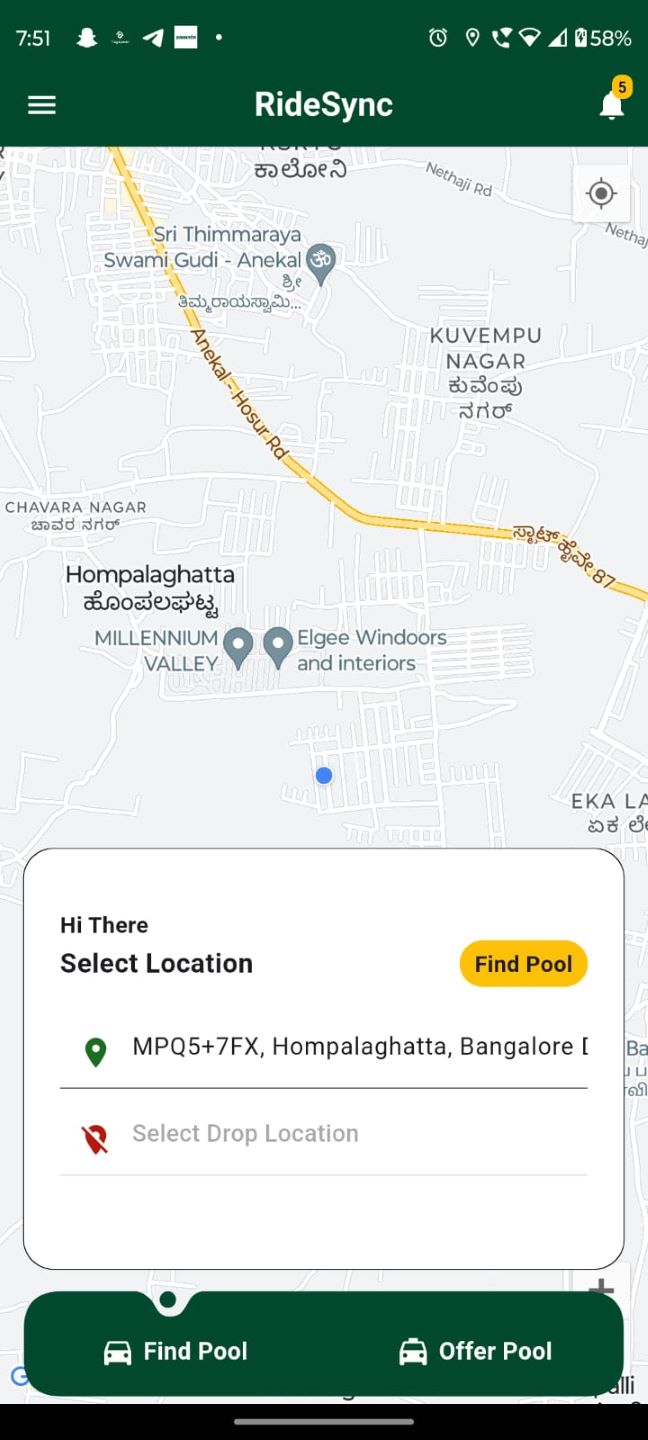 7:51
58%
RideSync
5
ಕಾಲೋನಿ
Nethaji Rd
Sri Thimmaraya
Swami Gudi - Anekal
ಶ್ರೀ
ತಿಮ್ಮರಾಯಸ್ವಾಮಿ...
KUVEMPU
NAGAR
ಕುವೆಂಪು
ನಗರ್
Anekal - Hosur Rd
CHAVARA NAGAR
ಚಾವರ ನಗರ್
ಸ್ಟಾಟ್ ಹೈವೇ 87
Hompalaghatta
ಹೊಂಪಲಘಟ್ಟ
MILLENNIUM
VALLEY
Elgee Windoors
and interiors
EKA LA
ಏಕ ಲೇ
Hi There
Select Location
Find Pool
MPQ5+7FX, Hompalaghatta, Bangalore
Ba
Select Drop Location
Find Pool
Offer Pool